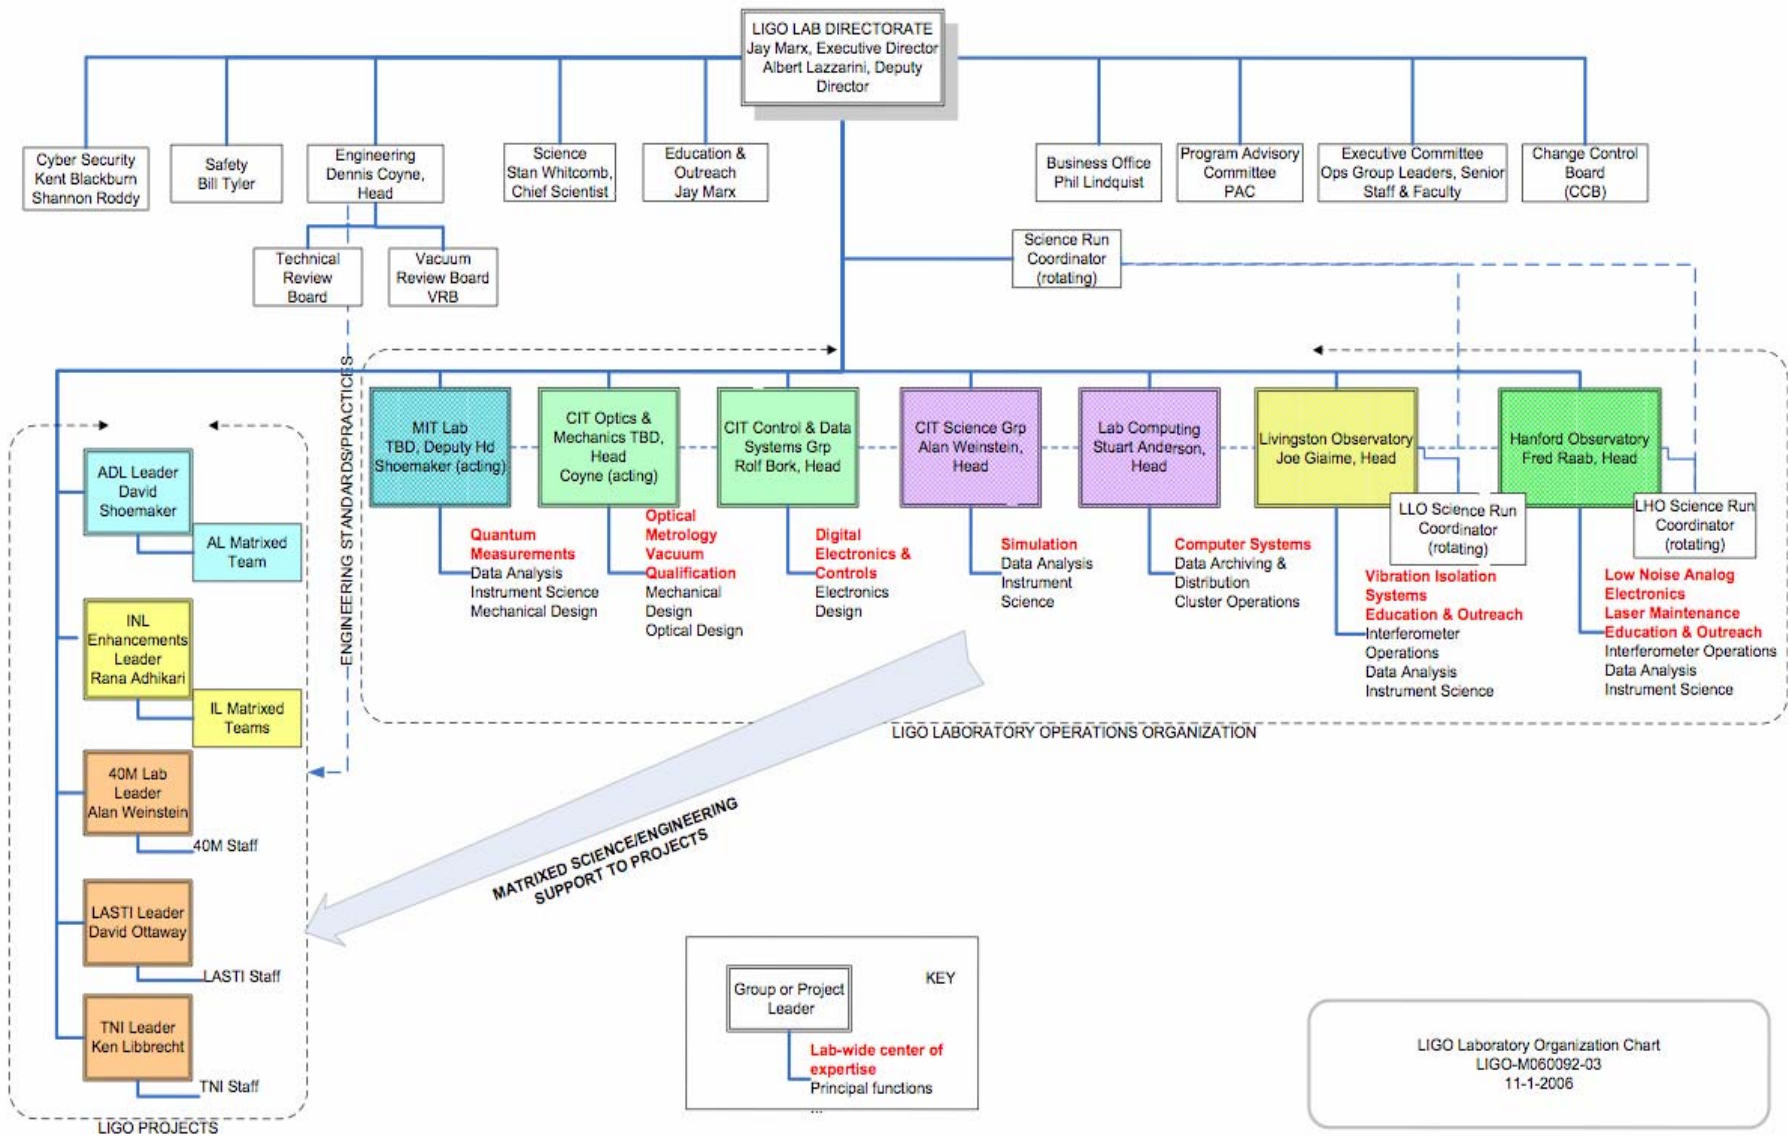 LIGO LAB DIRECTORATE
Jay Marx, Executive Director
Albert Lazzarini, Deputy
Director
Cyber Security
Kent Blackburn
Shannon Roddy
Safety
Bill Tyler
Engineering
Dennis Coyne,
Head
Science
Stan Whitcomb,
Chief Scientist
Education &
Outreach
Jay Marx
Business Office
Phil Lindquist
Program Advisory
Committee
PAC
Executive Committee
Ops Group Leaders, Senior
Staff & Faculty
Change Control
Board
(CCB)
Technical
Review
Board
Vacuum
Review Board
VRB
Science Run
Coordinator
(rotating)
ENGINEERING STANDARDS/PRACTICES
MIT Lab
TBD, Deputy Hd
Shoemaker (acting)
CIT Optics &
Mechanics TBD,
Head
Coyne (acting)
CIT Control & Data
Systems Grp
Rolf Bork, Head
CIT Science Grp
Alan Weinstein,
Head
Lab Computing
Stuart Anderson,
Head
Livingston Observatory
Joe Giaime, Head
Hanford Observatory
Fred Raab, Head
LLO Science Run
Coordinator
(rotating)
LHO Science Run
Coordinator
(rotating)
Quantum
Measurements
Data Analysis
Instrument Science
Mechanical Design
Optical
Metrology
Vacuum
Qualification
Mechanical
Design
Optical Design
Digital
Electronics &
Controls
Electronics
Design
Simulation
Data Analysis
Instrument
Science
Computer Systems
Data Archiving &
Distribution
Cluster Operations
Vibration Isolation
Systems
Education & Outreach
Interferometer
Operations
Data Analysis
Instrument Science
Low Noise Analog
Electronics
Laser Maintenance
Education & Outreach
Interferometer Operations
Data Analysis
Instrument Science
LIGO LABORATORY OPERATIONS ORGANIZATION
ADL Leader
David
Shoemaker
AL Matrixed
Team
INL
Enhancements
Leader
Rana Adhikari
IL Matrixed
Teams
40M Lab
Leader
Alan Weinstein
40M Staff
LASTI Leader
David Ottaway
LASTI Staff
TNI Leader
Ken Libbrecht
TNI Staff
LIGO PROJECTS
MATRIXED SCIENCE/ENGINEERING
SUPPORT TO PROJECTS
KEY
Group or Project
Leader
Lab-wide center of
expertise
Principal functions
...
LIGO Laboratory Organization Chart
LIGO-M060092-03
11-1-2006